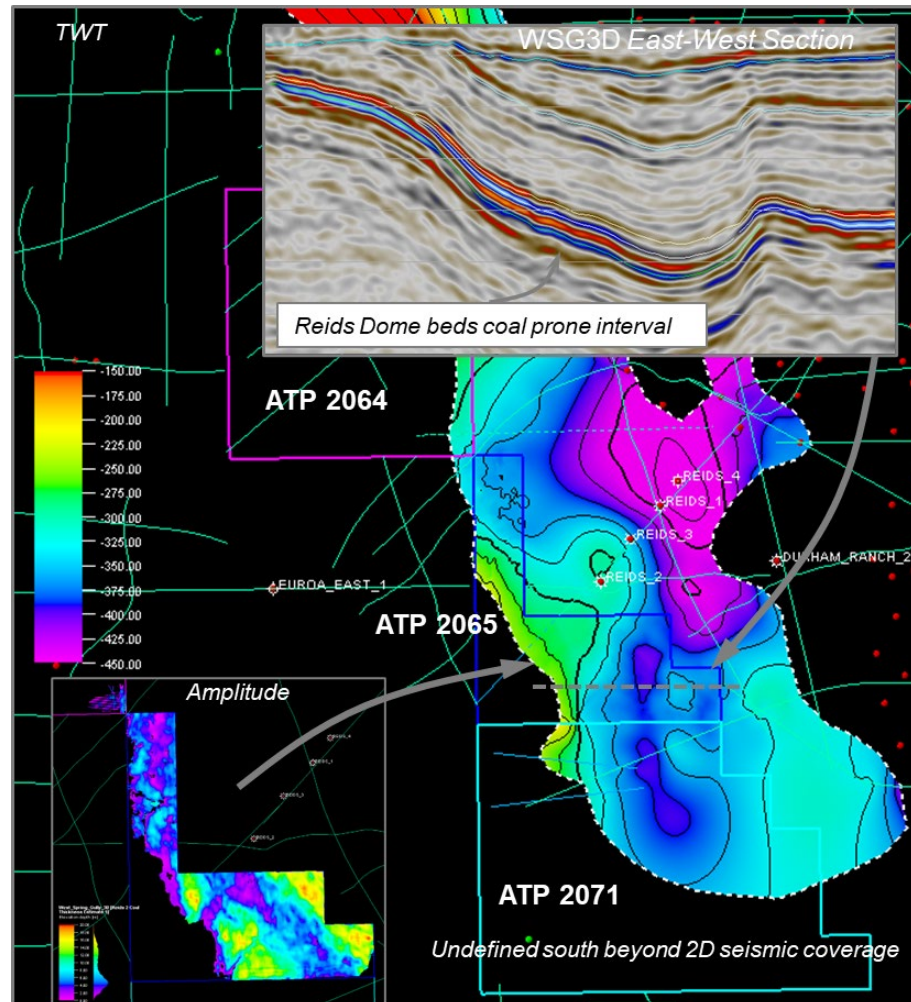 TWT
WSG3D East-West Section
Reids Dome beds coal prone interval
-150.00
-175.00
-200.00
-225.00
-250.00
-275.00
-300.00
-325.00
-350.00
-375.00
-400.00
-425.00
-450.00
ATP 2064
REIDS_4
REIDS_1
REIDS_3
DURHAM_RANCH_2
REIDS_2
EUROA_EAST_1
ATP 2065
Amplitude
ATP 2071
Undefined south beyond 2D seismic coverage